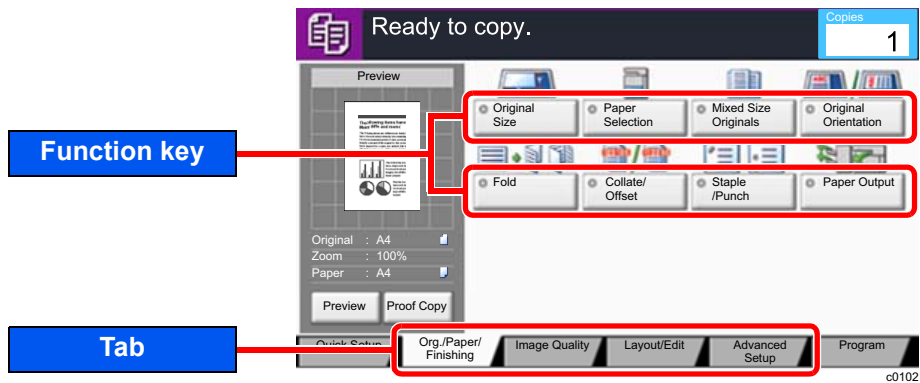 Ready to copy.
Copies
1
Preview
Original
Size
Paper
Selection
Mixed Size
Originals
Original
Orientation
Function key
Fold
Collate/
Offset
Staple
/Punch
Paper Output
Original : A4
Zoom : 100%
Paper : A4
Preview
Proof Copy
Tab
Quick Setup
Org./Paper/
Finishing
Image Quality
Layout/Edit
Advanced
Setup
Program
c0102